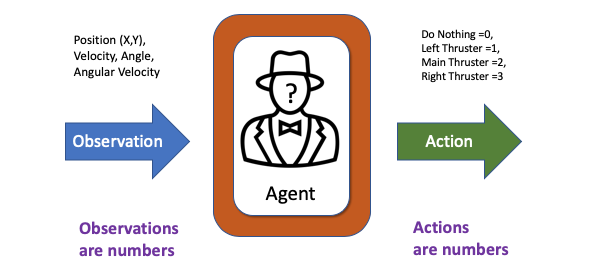 Position (X,Y),
Velocity, Angle,
Angular Velocity
Observation
Observations
are numbers
?
Agent
Do Nothing =0,
Left Thruster =1,
Main Thruster =2,
Right Thruster =3
Action
Actions
are numbers